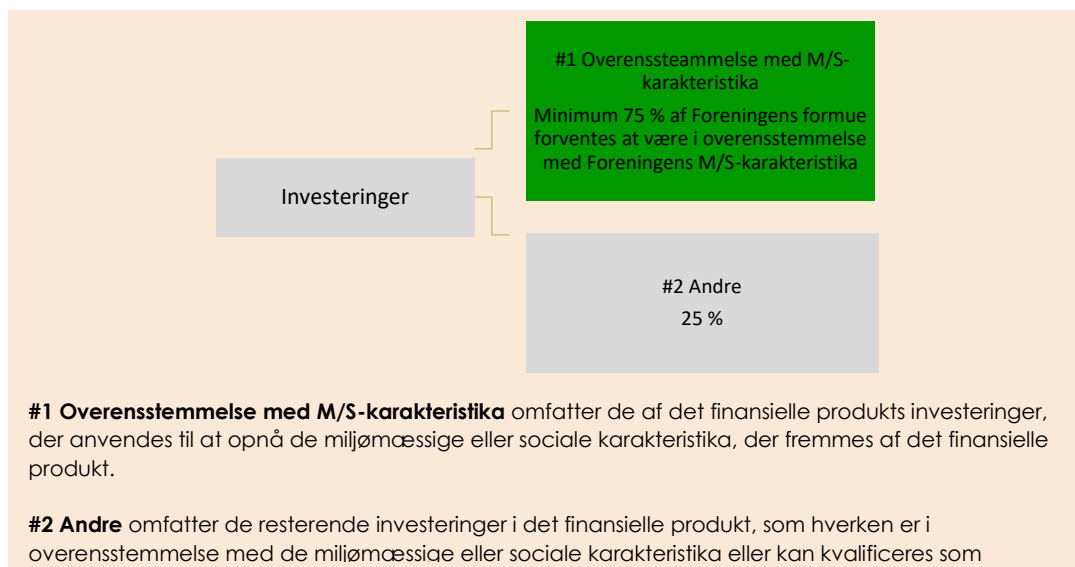 #1 Overenssteammelse med M/S-
karakteristika
Minimum 75 % af Foreningens formue
forventes at være i overensstemmelse
med Foreningens M/S-karakteristika
Investeringer
#2 Andre
25 %
#1 Overensstemmelse med M/S-karakteristika omfatter de af det finansielle produkts investeringer,
der anvendes til at opnå de miljømæssige eller sociale karakteristika, der fremmes af det finansielle
produkt.
#2 Andre omfatter de resterende investeringer i det finansielle produkt, som hverken er i
overensstemmelse med de miljømæssige eller sociale karakteristika eller kan kvalificeres som